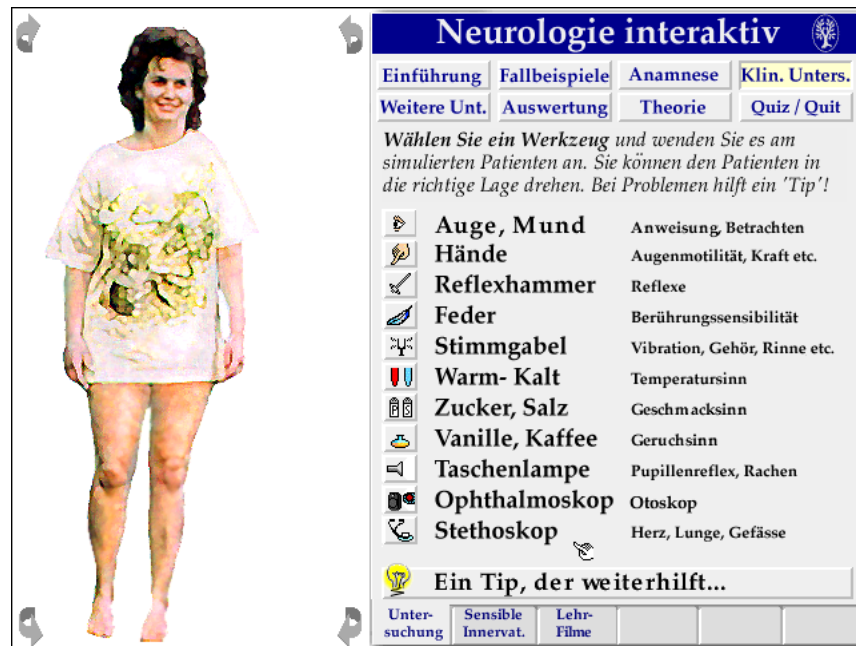 Neurologie interaktiv
Einführung Fallbeispiele Anamnese Klin. Unters.
Weitere Unt. Auswertung Theorie Quiz / Quit
Wählen Sie ein Werkzeug und wenden Sie es am
simulierten Patienten an. Sie können den Patienten in
die richtige Lage drehen. Bei Problemen hilft ein 'Tip'!
Auge, Mund Anweisung, Betrachten
Hände Augenmotilität, Kraft etc.
Reflexhammer Reflexe
Feder Berührungssensibilität
Stimmgabel Vibration, Gehör, Rinne etc.
Warm- Kalt Temperatursinn
P S Zucker, Salz Geschmacksinn
Vanille, Kaffee Geruchsinn
Taschenlampe Pupillenreflex, Rachen
Ophthalmoskop Otoskop
Stethoskop Herz, Lunge, Gefässe
Ein Tip, der weiterhilft...
Unter- Sensible Lehr-
suchung Innervat. Filme